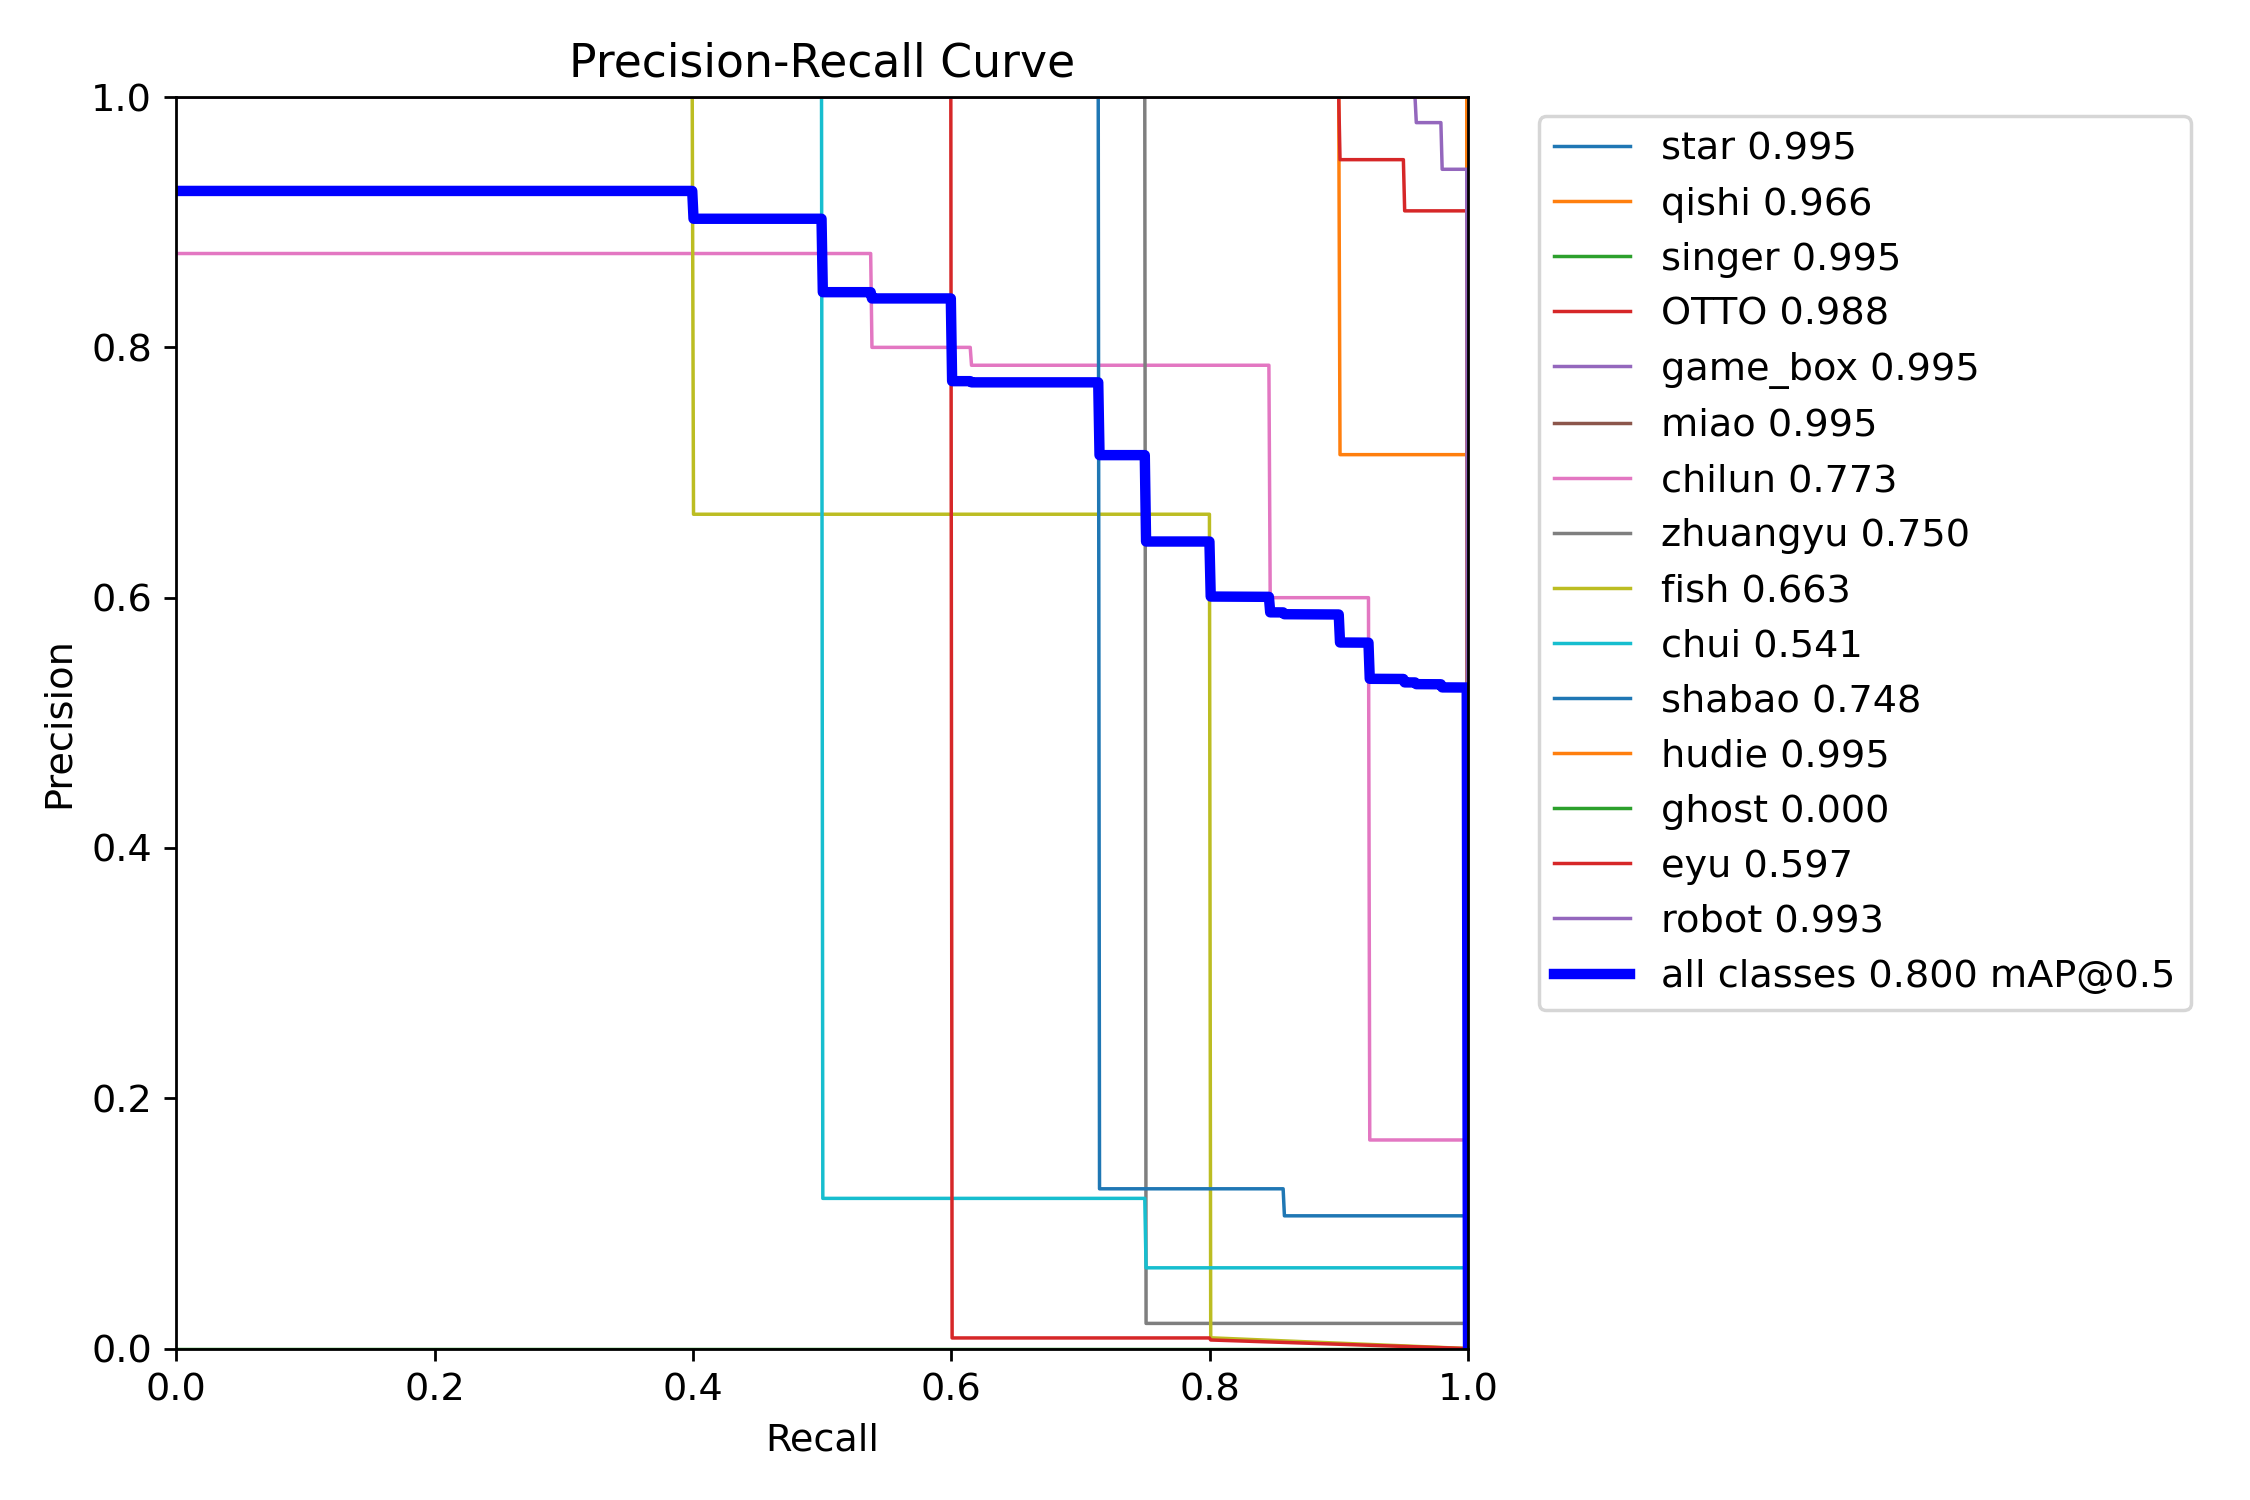 Precision-Recall Curve
1.0
0.8
0.6
0.4
0.2
0.0
Precision
0.0 0.2 0.4 0.6 0.8 1.0
Recall
star 0.995
qishi 0.966
singer 0.995
OTTO 0.988
game_box 0.995
miao 0.995
chilun 0.773
zhuangyu 0.750
fish 0.663
chui 0.541
shabao 0.748
hudie 0.995
ghost 0.000
eyu 0.597
robot 0.993
all classes 0.800 mAP@0.5